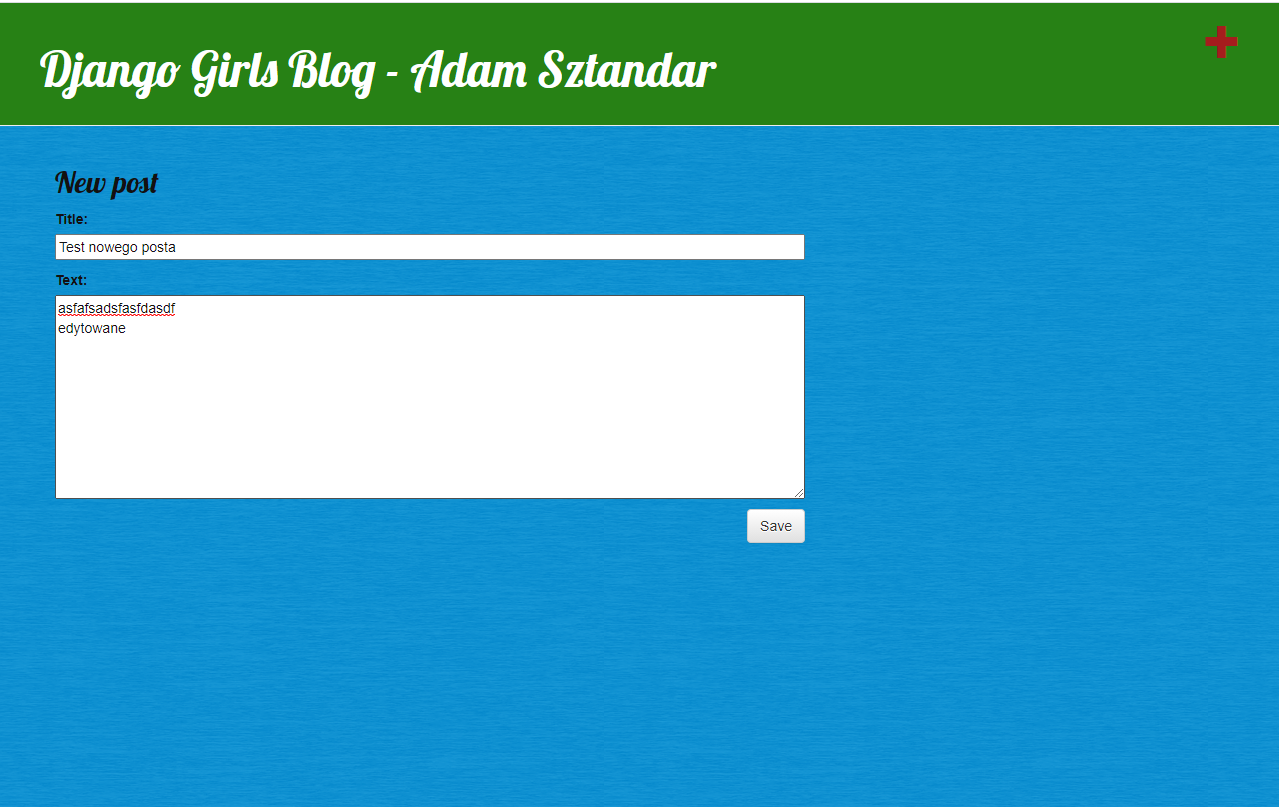 Django Girls Blog - Adam Sztandar
New post
Title:
Test nowego posta
Text:
asfafsadsfasfdasdf
edytowane
Save